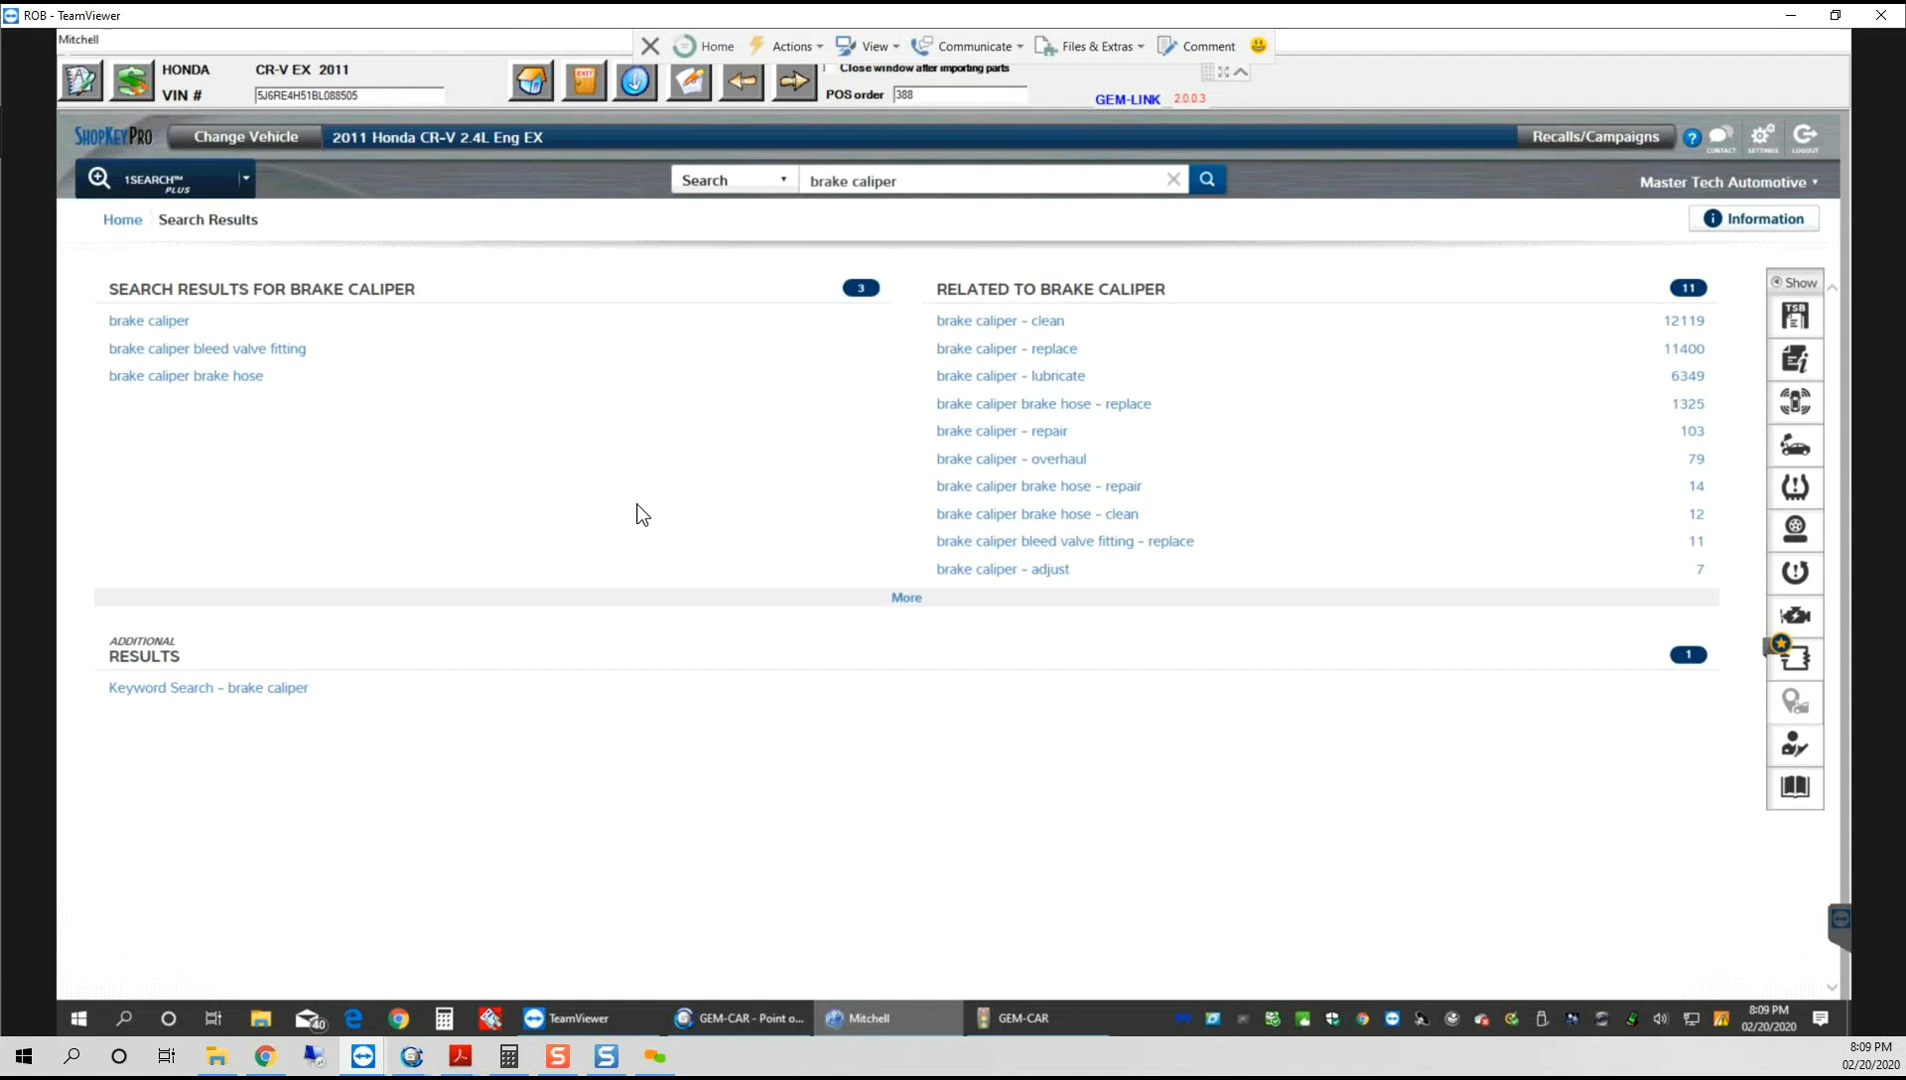 ROB - TeamViewer
Mitchell
Home Actions View Communicate Files & Extras Comment
HONDA CR-V EX 2011
VIN # 5J6RE4H51BL088505
EXIT
Close window after importing parts
POS order 388
GEM-LINK 2.0.0.3
SHOPKEYPRO Change Vehicle 2011 Honda CR-V 2.4L Eng EX Recalls/Campaigns ? CONTACT SETTINGS LOGOUT
1SEARCH™ PLUS
Search brake caliper
Master Tech Automotive
Home Search Results
Information
SEARCH RESULTS FOR BRAKE CALIPER 3
brake caliper
brake caliper bleed valve fitting
brake caliper brake hose
RELATED TO BRAKE CALIPER 11
brake caliper - clean 12119
brake caliper - replace 11400
brake caliper - lubricate 6349
brake caliper brake hose - replace 1325
brake caliper - repair 103
brake caliper - overhaul 79
brake caliper brake hose - repair 14
brake caliper brake hose - clean 12
brake caliper bleed valve fitting - replace 11
brake caliper - adjust 7
More
ADDITIONAL
RESULTS 1
Keyword Search - brake caliper
Show
TSB
40 TeamViewer GEM-CAR - Point o... Mitchell GEM-CAR
8:09 PM
02/20/2020
8:09 PM
02/20/2020